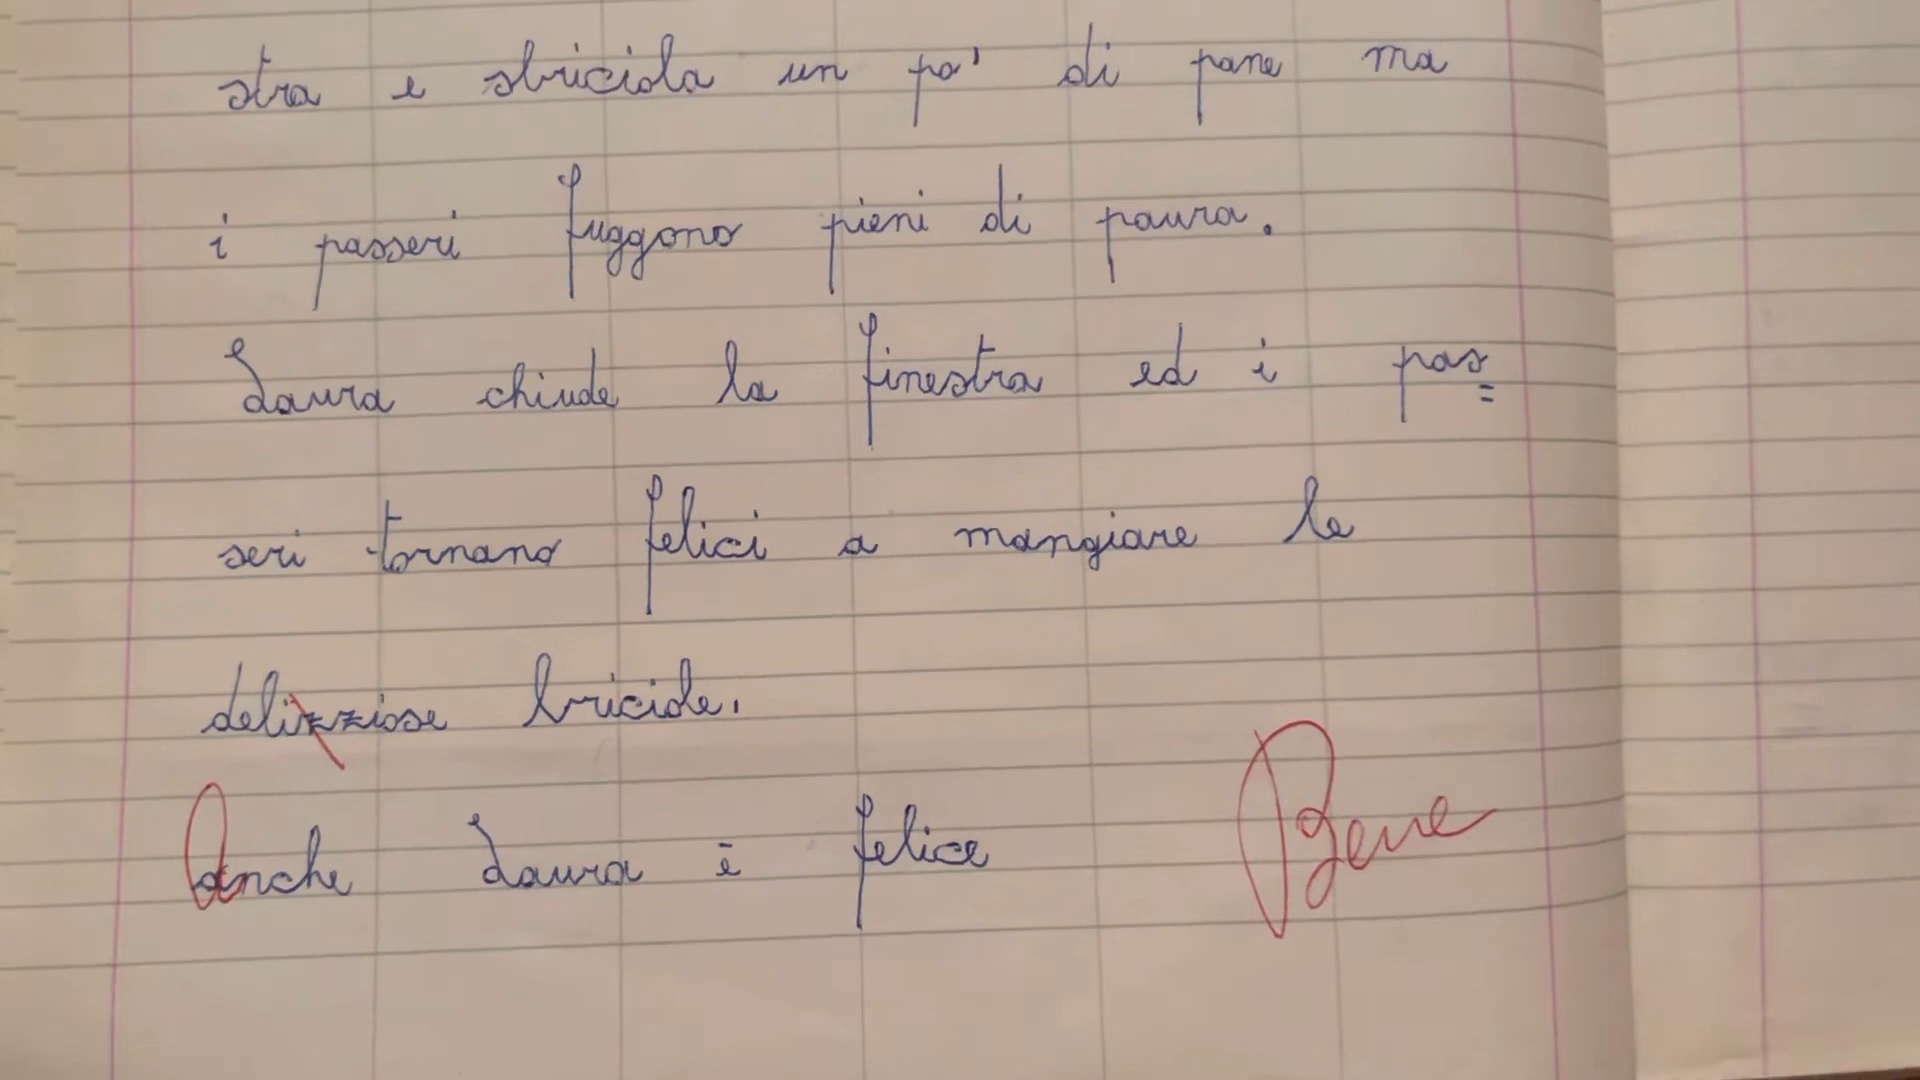 stra e sbriciola un po' di pane ma
i passeri fuggono pieni di paura.
Laura chiude la finestra ed i pas=
seri tornano felici a mangiare le
delizziose briciole.
Anche Laura è felice
Bene